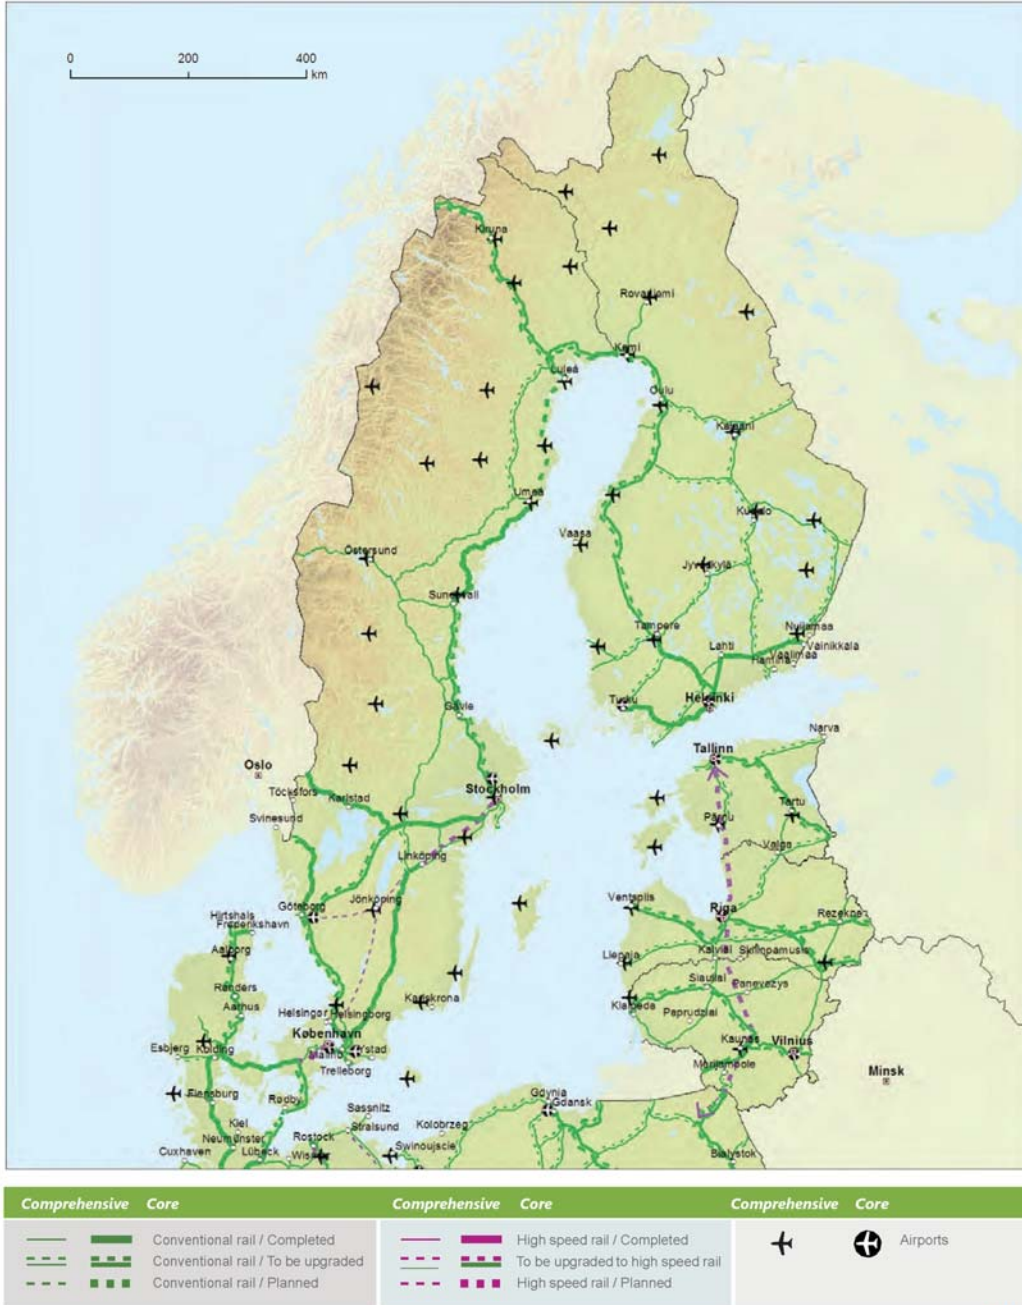 0 200 400
km
Kiruna
Rovaniemi
Kemi
Luleå
Oulu
Kajaani
Umeå
Kuopio
Vaasa
Östersund
Jyväskylä
Sundsvall
Tampere
Nuijamaa
Lahti
Vainikkala
Vaalimaa
Hamina
Turku
Helsinki
Gävle
Narva
Tallinn
Oslo
Stockholm
Töcksfors
Karlstad
Tartu
Svinesund
Pärnu
Valga
Linköping
Ventspils
Jönköping
Göteborg
Riga
Rezekne
Hirtshals
Frederikshavn
Aalborg
Kalviai
Skrinpamusis
Liepaja
Siauliai
Panevezys
Randers
Karlskrona
Klaipeda
Aarhus
Helsingør
Helsingborg
Paprudziai
København
Kaunas
Vilnius
Esbjerg
Kolding
Malmö
Ystad
Trelleborg
Marijampole
Minsk
Flensburg
Rødby
Gdynia
Gdansk
Sassnitz
Kiel
Stralsund
Kolobrzeg
Neumünster
Rostock
Swinoujscie
Cuxhaven
Lübeck
Bialystok
Comprehensive Core
Conventional rail / Completed
Conventional rail / To be upgraded
Conventional rail / Planned
Comprehensive Core
High speed rail / Completed
To be upgraded to high speed rail
High speed rail / Planned
Comprehensive Core
Airports